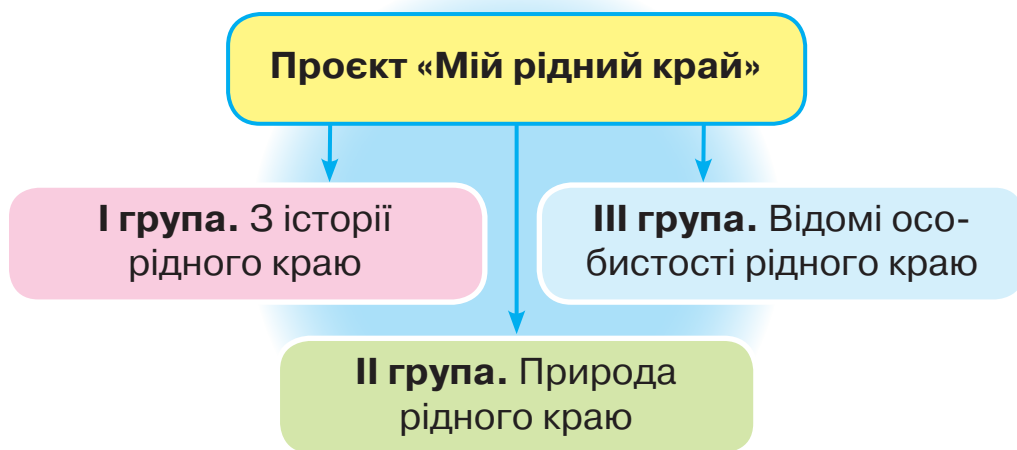 Проєкт «Мій рідний край»
І група. З історії
рідного краю
ІІІ група. Відомі осо-
бистості рідного краю
ІІ група. Природа
рідного краю